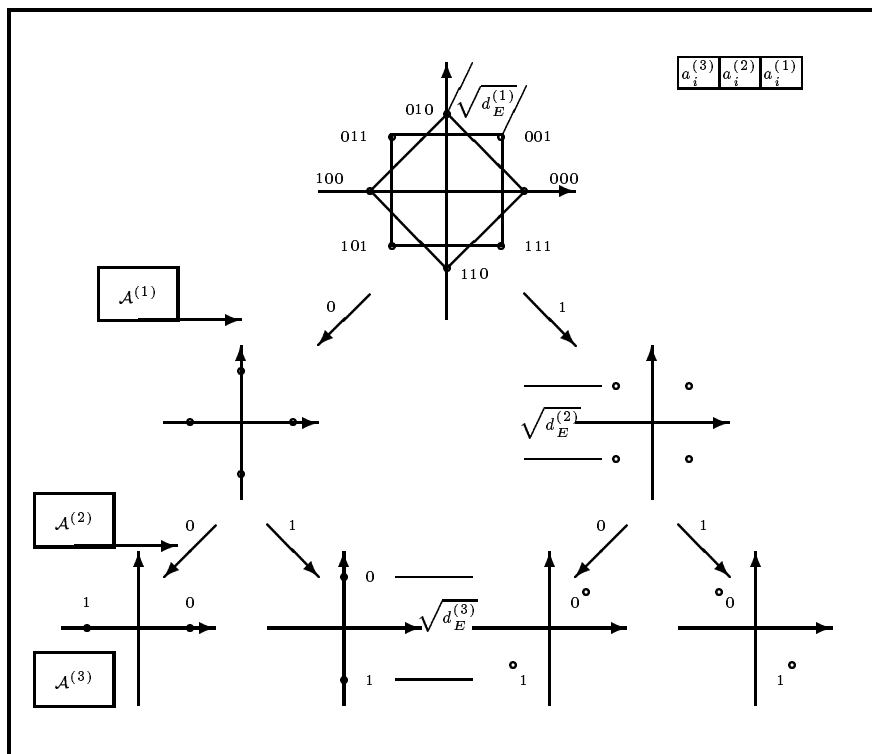 a_i^{(3)} a_i^{(2)} a_i^{(1)}
010 √d_E^{(1)}
011 001
100 000
101 111
110
𝒜^{(1)} 0 1
√d_E^{(2)}
𝒜^{(2)} 0 1 0 1
1 0 0 √d_E^{(3)} 0 0
𝒜^{(3)} 1 1 1